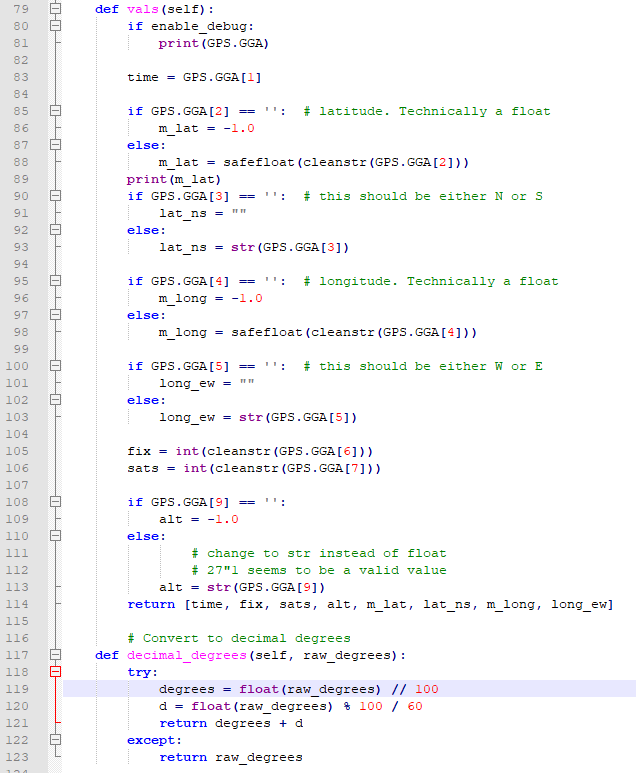 79 def vals(self):
80 if enable_debug:
81 print(GPS.GGA)
82
83 time = GPS.GGA[1]
84
85 if GPS.GGA[2] == '':  # latitude. Technically a float
86 m_lat = -1.0
87 else:
88 m_lat = safefloat(cleanstr(GPS.GGA[2]))
89 print(m_lat)
90 if GPS.GGA[3] == '':  # this should be either N or S
91 lat_ns = ""
92 else:
93 lat_ns = str(GPS.GGA[3])
94
95 if GPS.GGA[4] == '':  # longitude. Technically a float
96 m_long = -1.0
97 else:
98 m_long = safefloat(cleanstr(GPS.GGA[4]))
99
100 if GPS.GGA[5] == '':  # this should be either W or E
101 long_ew = ""
102 else:
103 long_ew = str(GPS.GGA[5])
104
105 fix = int(cleanstr(GPS.GGA[6]))
106 sats = int(cleanstr(GPS.GGA[7]))
107
108 if GPS.GGA[9] == '':
109 alt = -1.0
110 else:
111 # change to str instead of float
112 # 27"1 seems to be a valid value
113 alt = str(GPS.GGA[9])
114 return [time, fix, sats, alt, m_lat, lat_ns, m_long, long_ew]
115
116 # Convert to decimal degrees
117 def decimal_degrees(self, raw_degrees):
118 try:
119 degrees = float(raw_degrees) // 100
120 d = float(raw_degrees) % 100 / 60
121 return degrees + d
122 except:
123 return raw_degrees